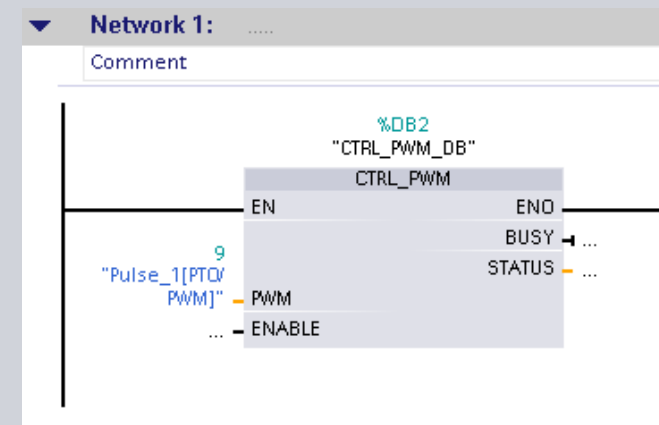 Network 1: .....
Comment
%DB2
"CTRL_PWM_DB"
CTRL_PWM
EN ENO
BUSY ...
9
STATUS ...
"Pulse_1[PTO/
PWM]" PWM
... ENABLE